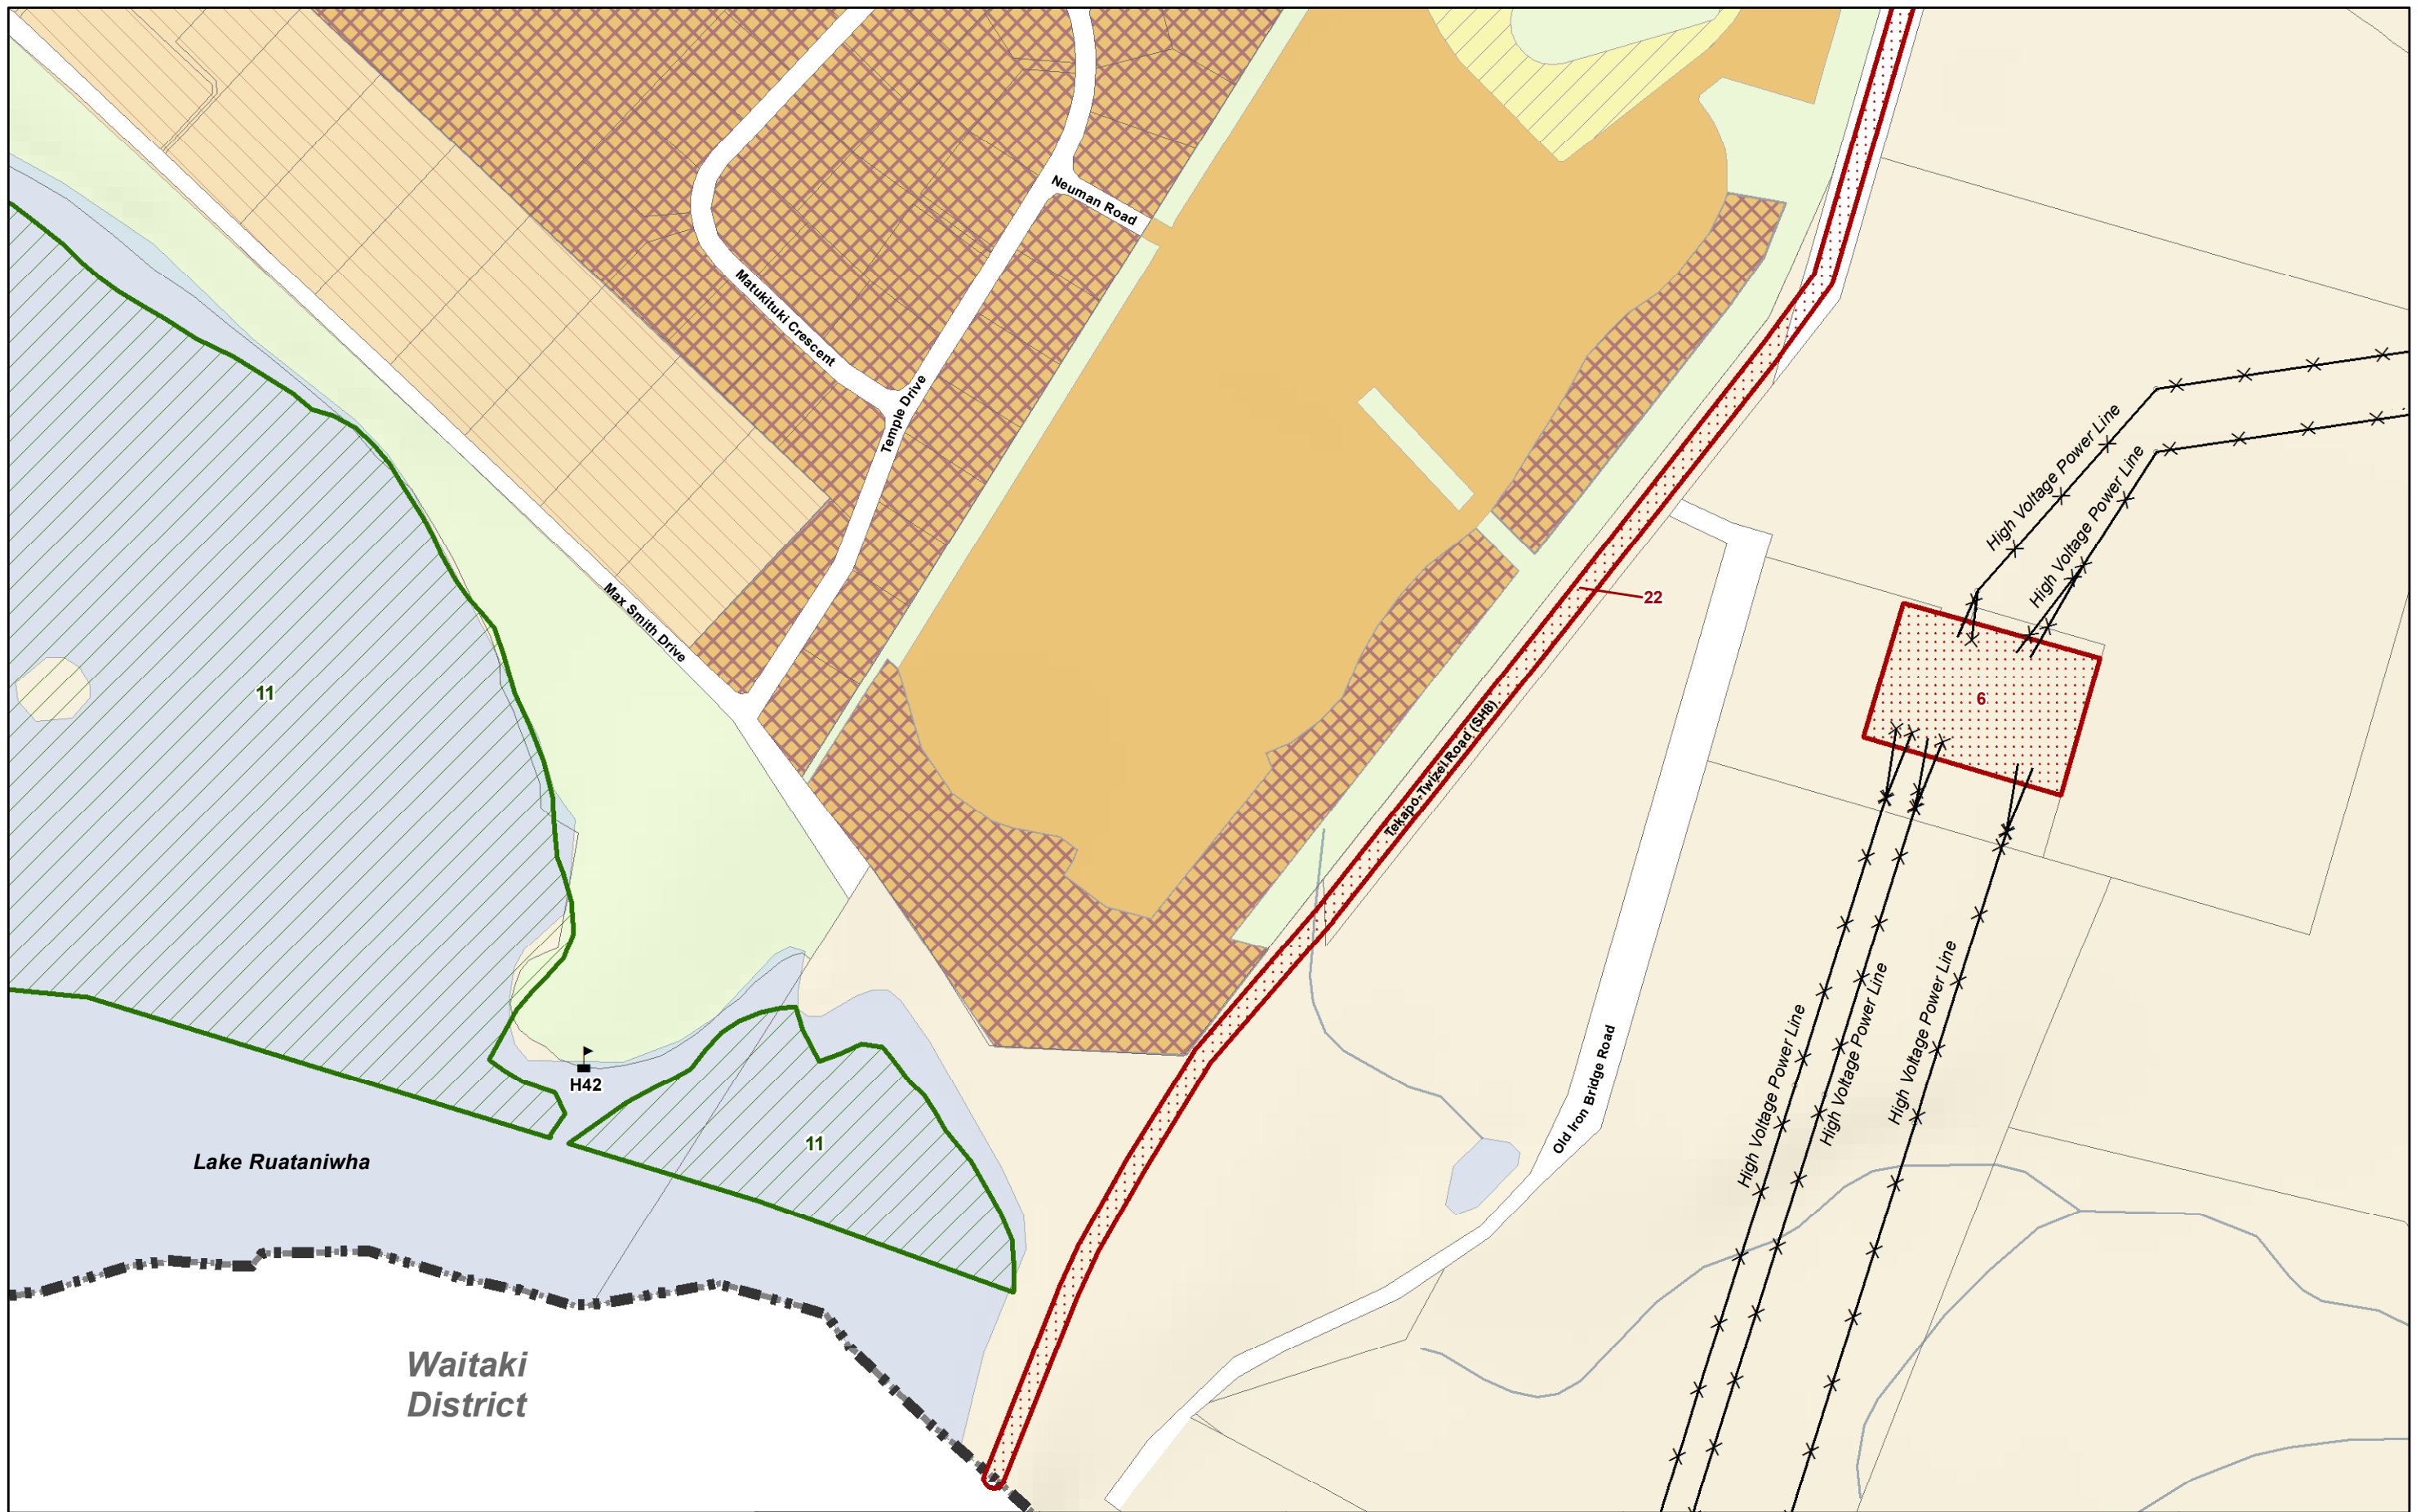 Neuman Road
Matukituki Crescent
Temple Drive
High Voltage Power Line
High Voltage Power Line
Max Smith Drive
22
11
6
Tekapo-Twizel Road (SH8)
High Voltage Power Line
High Voltage Power Line
High Voltage Power Line
Old Iron Bridge Road
H42
11
Lake Ruataniwha
Waitaki
District